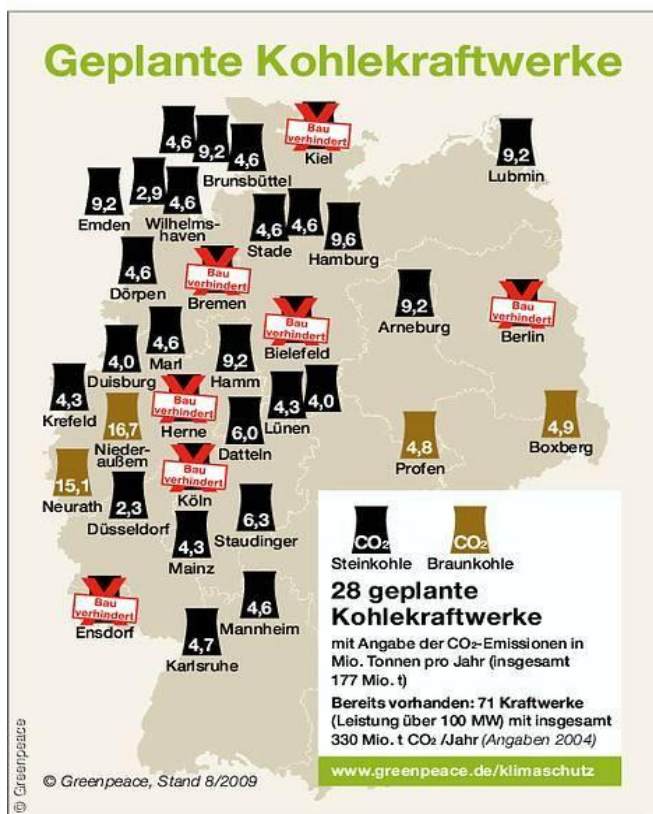 Geplante Kohlekraftwerke
4,6
9,2
4,6
Brunsbüttel
Bau
verhindert
Kiel
9,2
Lubmin
9,2
Emden
2,9
4,6
Wilhelms-
haven
4,6
4,6
Stade
9,6
Hamburg
4,6
Dörpen
Bau
verhindert
Bremen
Bau
verhindert
Bielefeld
9,2
Arneburg
Bau
verhindert
Berlin
4,0
Duisburg
4,6
Marl
9,2
Hamm
4,3
4,0
Lünen
4,3
Krefeld
16,7
Nieder-
außem
Bau
verhindert
Herne
6,0
Datteln
4,8
Profen
4,9
Boxberg
15,1
Neurath
2,3
Düsseldorf
Bau
verhindert
Köln
4,3
Mainz
6,3
Staudinger
Bau
verhindert
Ensdorf
4,7
Karlsruhe
4,6
Mannheim
CO₂
Steinkohle
CO₂
Braunkohle
28 geplante
Kohlekraftwerke
mit Angabe der CO₂-Emissionen in
Mio. Tonnen pro Jahr (insgesamt
177 Mio. t)
Bereits vorhanden: 71 Kraftwerke
(Leistung über 100 MW) mit insgesamt
330 Mio. t CO₂ /Jahr (Angaben 2004)
www.greenpeace.de/klimaschutz
© Greenpeace, Stand 8/2009
© Greenpeace